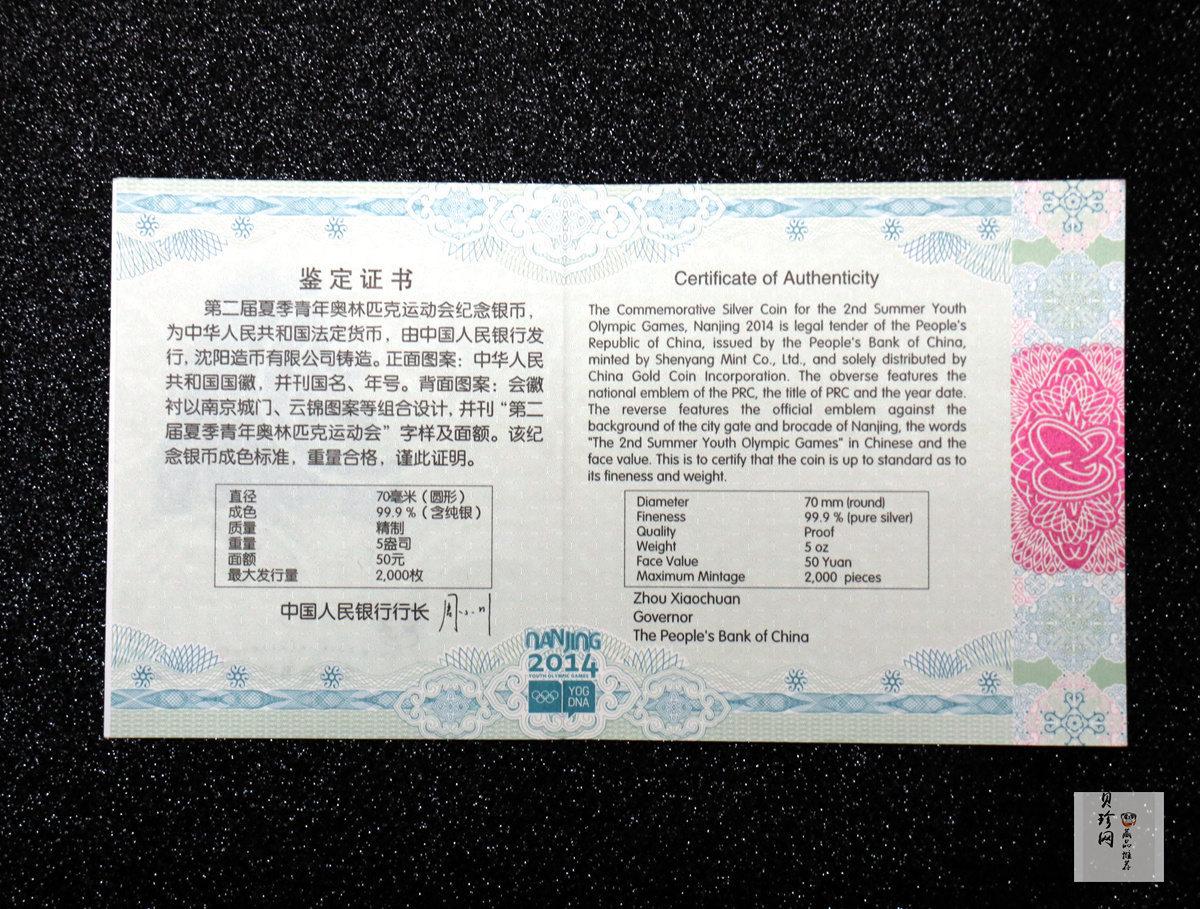 鉴定证书
第二届夏季青年奥林匹克运动会纪念银币，
为中华人民共和国法定货币，由中国人民银行发
行，沈阳造币有限公司铸造。正面图案：中华人民
共和国国徽，并刊国名、年号。背面图案：会徽
衬以南京城门、云锦图案等组合设计，并刊“第二
届夏季青年奥林匹克运动会”字样及面额。该纪
念银币成色标准，重量合格，谨此证明。
直径 70毫米（圆形）
成色 99.9 %（含纯银）
质量 精制
重量 5盎司
面额 50元
最大发行量 2,000枚
中国人民银行行长
Certificate of Authenticity
The Commemorative Silver Coin for the 2nd Summer Youth
Olympic Games, Nanjing 2014 is legal tender of the People's
Republic of China, issued by the People's Bank of China,
minted by Shenyang Mint Co., Ltd., and solely distributed by
China Gold Coin Incorporation. The obverse features the
national emblem of the PRC, the title of PRC and the year date.
The reverse features the official emblem against the
background of the city gate and brocade of Nanjing, the words
"The 2nd Summer Youth Olympic Games" in Chinese and the
face value. This is to certify that the coin is up to standard as to
its fineness and weight.
Diameter 70 mm (round)
Fineness 99.9 % (pure silver)
Quality Proof
Weight 5 oz
Face Value 50 Yuan
Maximum Mintage 2,000 pieces
Zhou Xiaochuan
Governor
The People's Bank of China
NANJING
2014
YOUTH OLYMPIC GAMES
YOG
DNA
贝珍网
藏品推荐